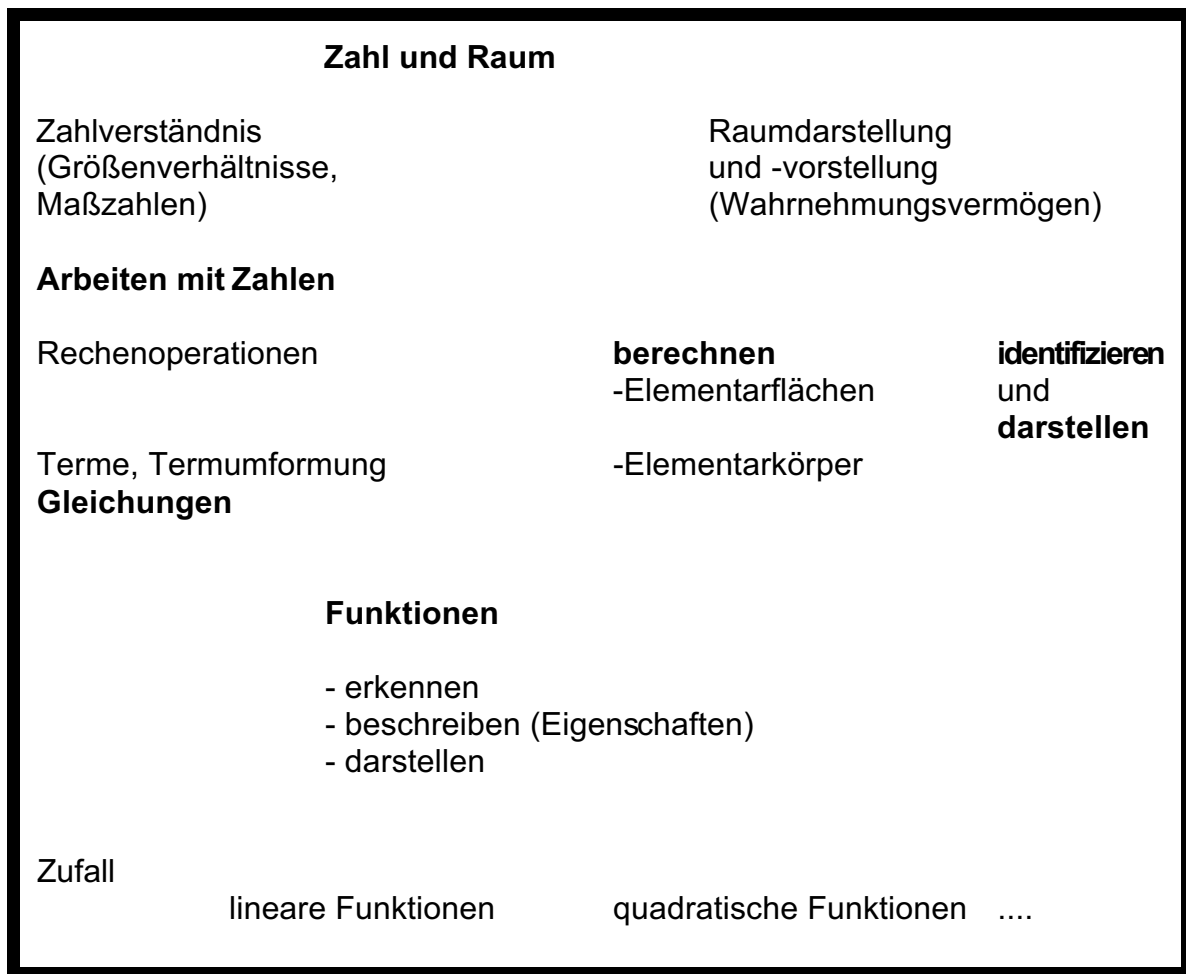 Zahl und Raum
Zahlverständnis Raumdarstellung
(Größenverhältnisse, und -vorstellung
Maßzahlen) (Wahrnehmungsvermögen)
Arbeiten mit Zahlen
Rechenoperationen berechnen identifizieren
-Elementarflächen und
darstellen
Terme, Termumformung -Elementarkörper
Gleichungen
Funktionen
- erkennen
- beschreiben (Eigenschaften)
- darstellen
Zufall
lineare Funktionen quadratische Funktionen ....